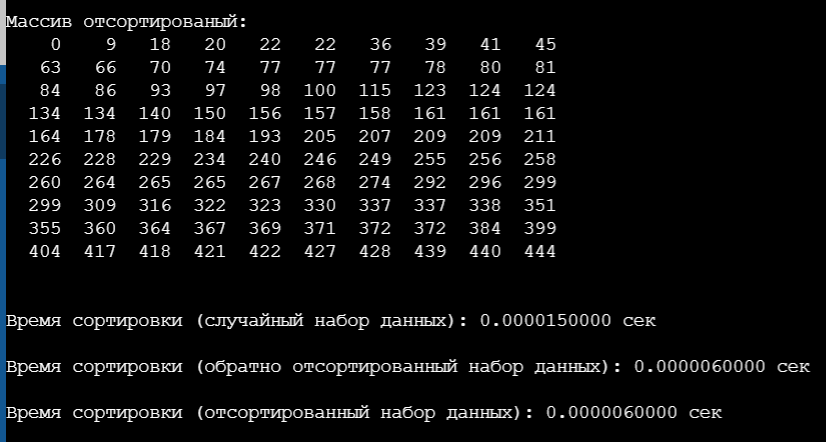 Массив отсортированый:
0 9 18 20 22 22 36 39 41 45
63 66 70 74 77 77 77 78 80 81
84 86 93 97 98 100 115 123 124 124
134 134 140 150 156 157 158 161 161 161
164 178 179 184 193 205 207 209 209 211
226 228 229 234 240 246 249 255 256 258
260 264 265 265 267 268 274 292 296 299
299 309 316 322 323 330 337 337 338 351
355 360 364 367 369 371 372 372 384 399
404 417 418 421 422 427 428 439 440 444
Время сортировки (случайный набор данных): 0.0000150000 сек
Время сортировки (обратно отсортированный набор данных): 0.0000060000 сек
Время сортировки (отсортированный набор данных): 0.0000060000 сек